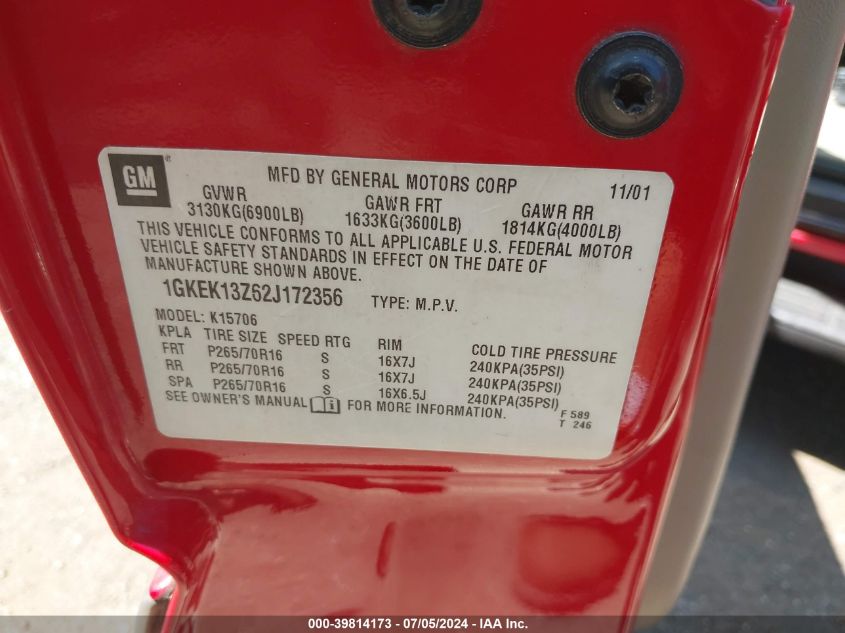 GM ®
MFD BY GENERAL MOTORS CORP 11/01
GVWR GAWR FRT GAWR RR
3130KG(6900LB) 1633KG(3600LB) 1814KG(4000LB)
THIS VEHICLE CONFORMS TO ALL APPLICABLE U.S. FEDERAL MOTOR
VEHICLE SAFETY STANDARDS IN EFFECT ON THE DATE OF
MANUFACTURE SHOWN ABOVE.
1GKEK13Z62J172356 TYPE: M.P.V.
MODEL: K15706
KPLA TIRE SIZE SPEED RTG RIM COLD TIRE PRESSURE
FRT P265/70R16 S 16X7J 240KPA(35PSI)
RR P265/70R16 S 16X7J 240KPA(35PSI)
SPA P265/70R16 S 16X6.5J 240KPA(35PSI)
SEE OWNER'S MANUAL FOR MORE INFORMATION. F 589
T 246
000-39814173 - 07/05/2024 - IAA Inc.